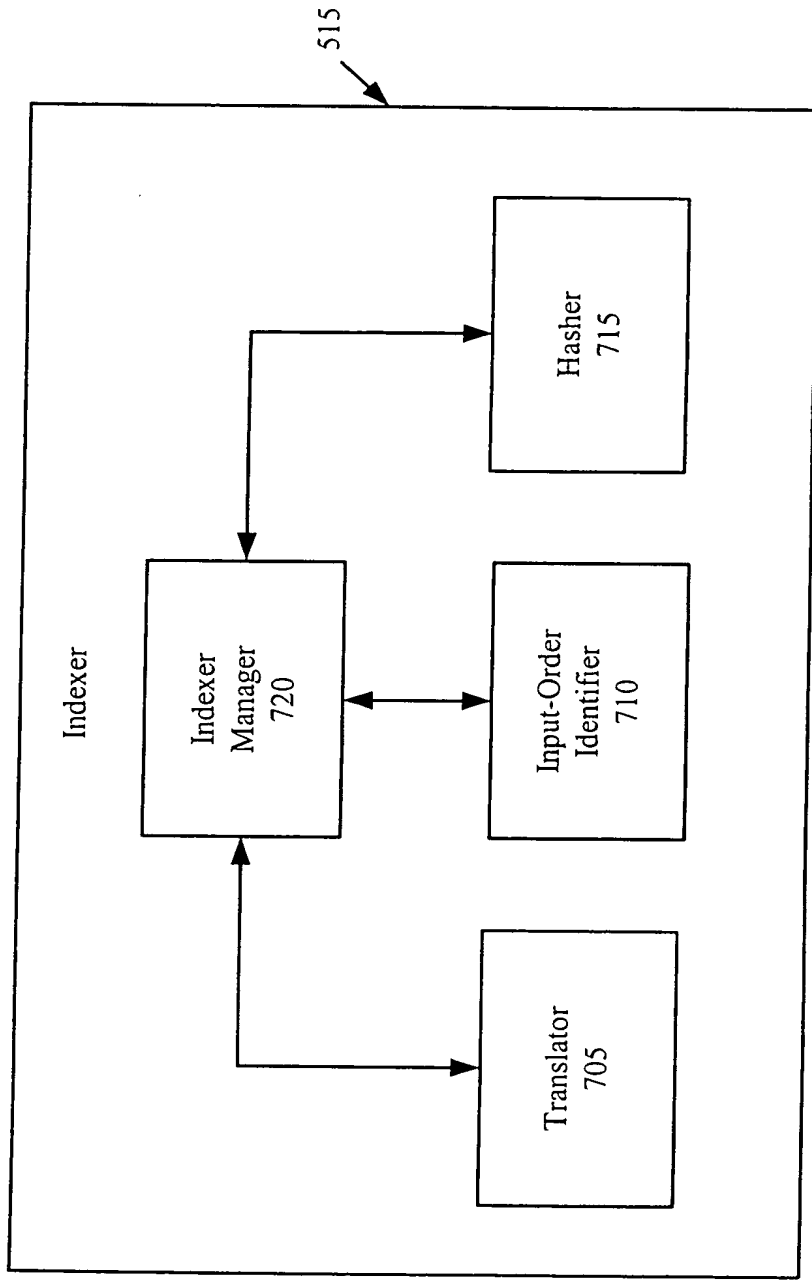 Indexer
515
Indexer
Manager
720
Translator
705
Input-Order
Identifier
710
Hasher
715